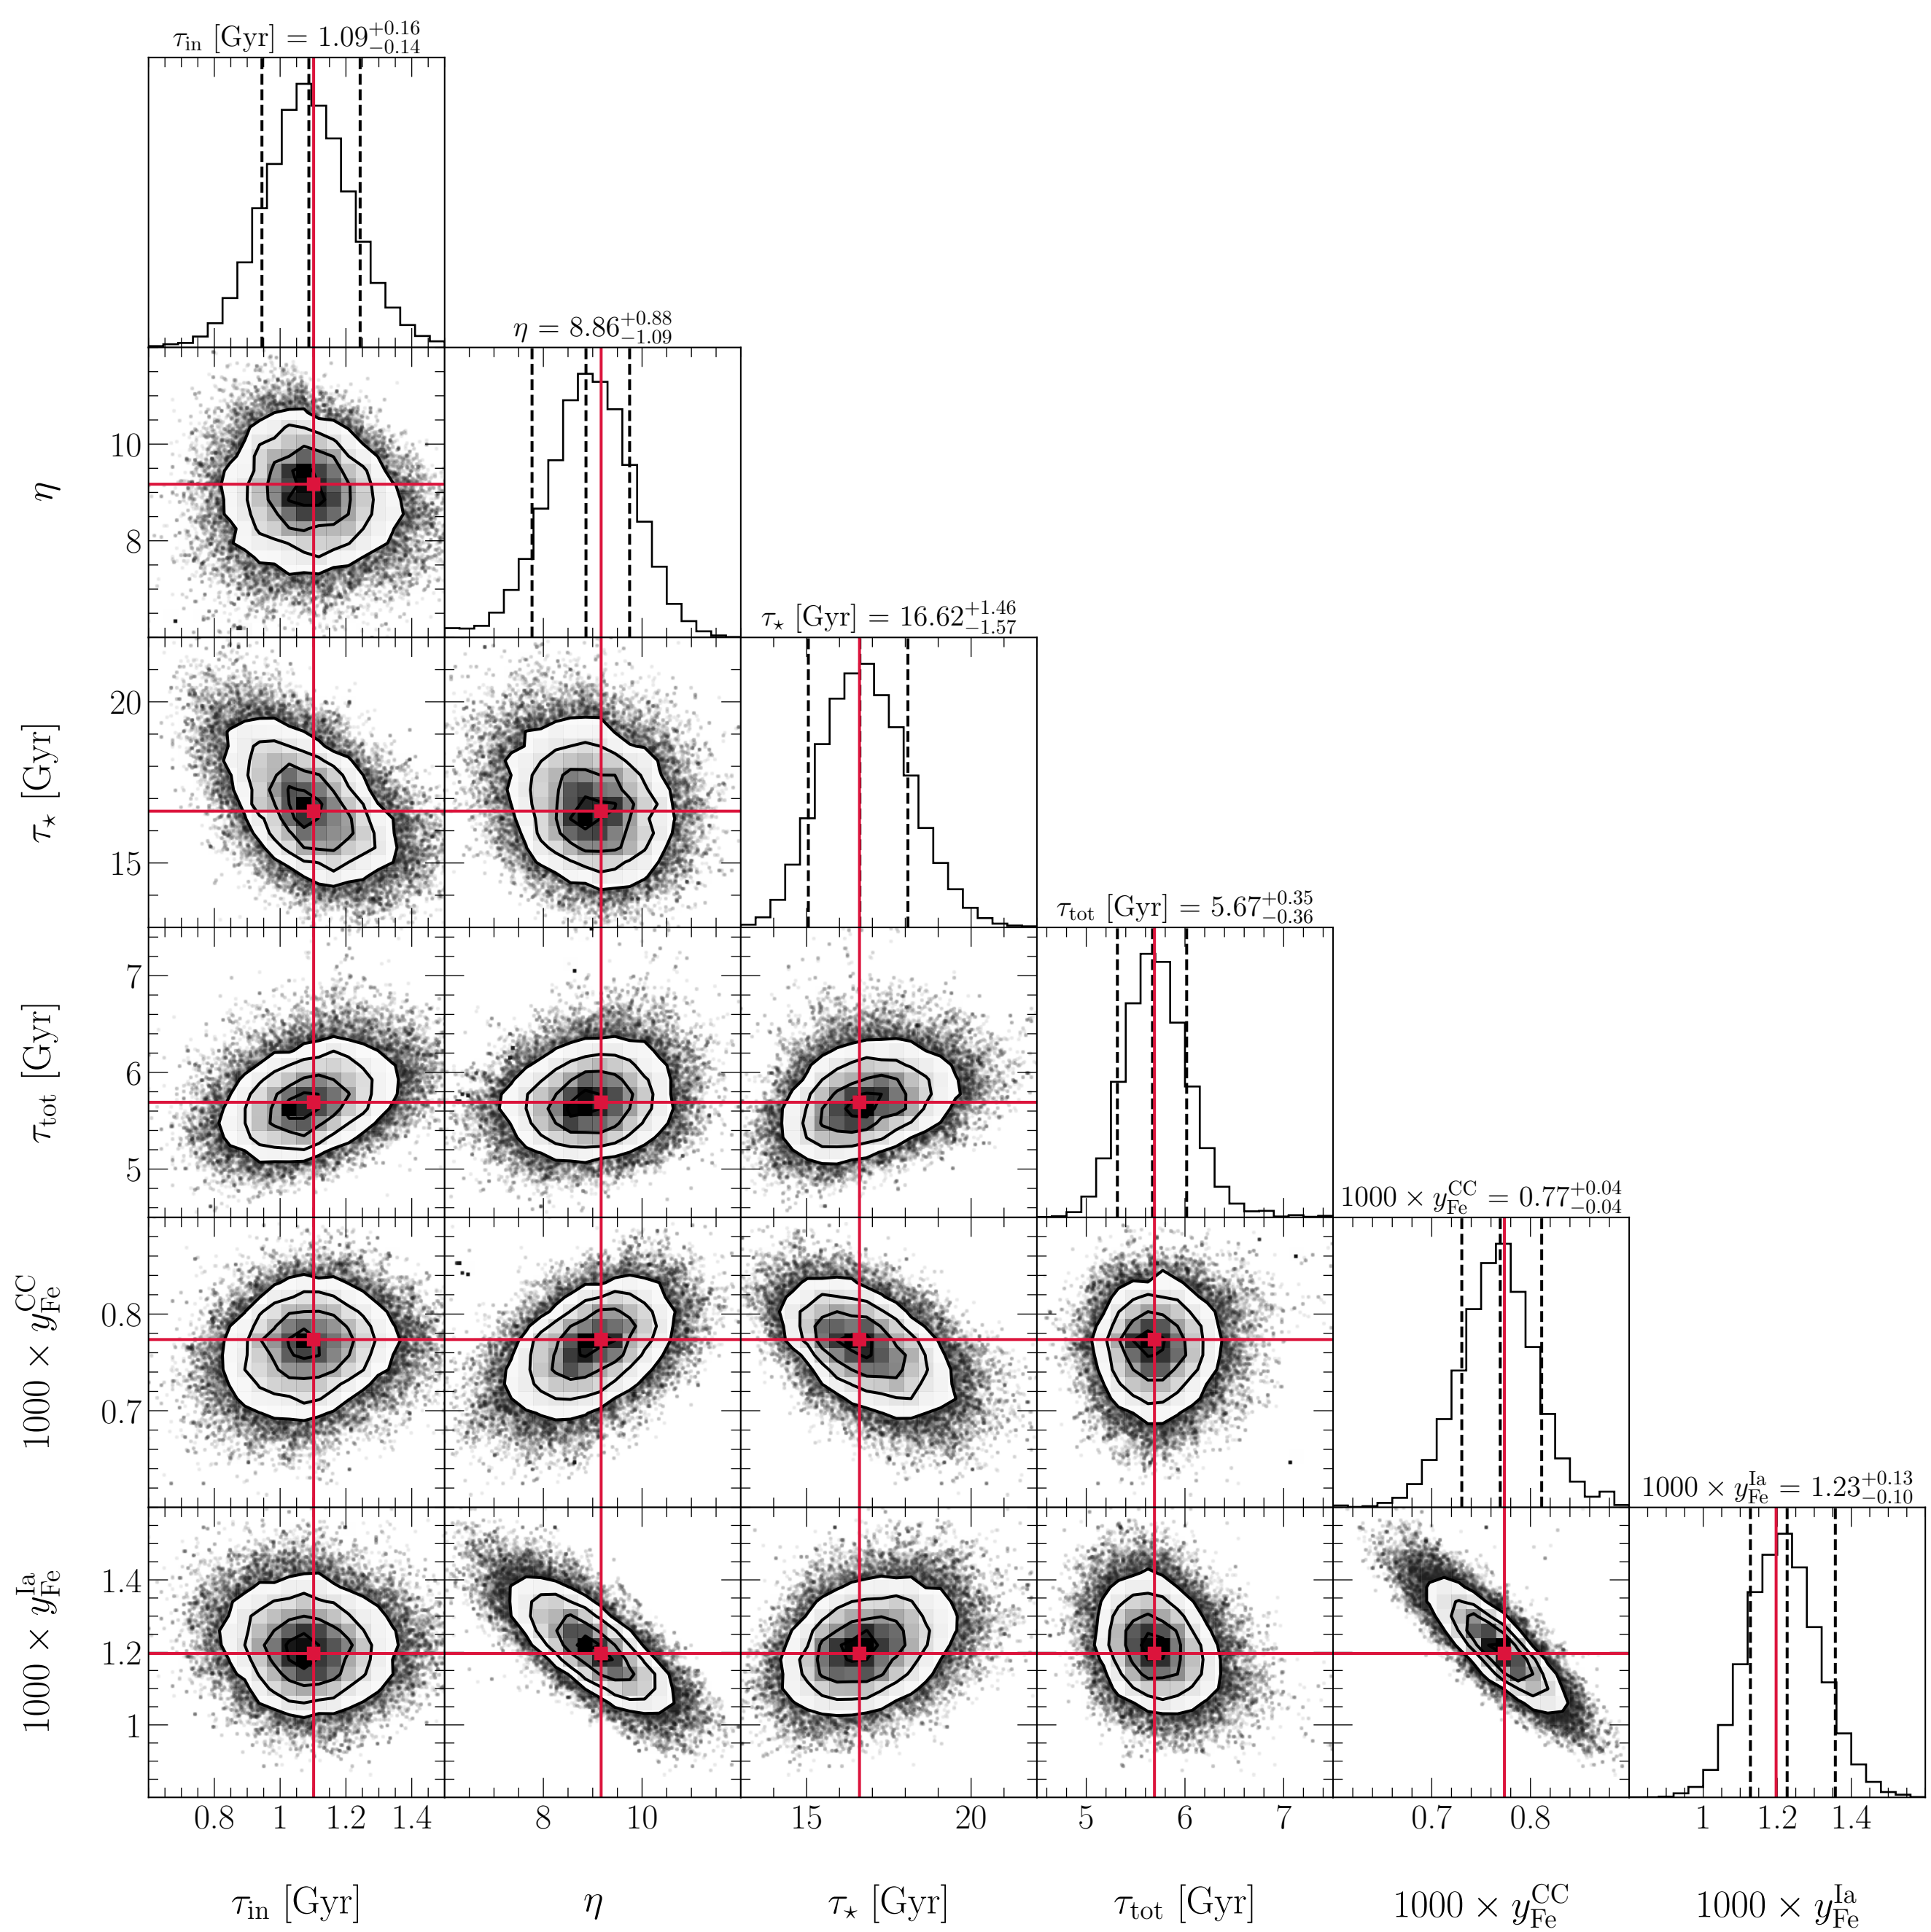 τ_in [Gyr] = 1.09^{+0.16}_{−0.14}
η = 8.86^{+0.88}_{−1.09}
10
8
η
τ_⋆ [Gyr] = 16.62^{+1.46}_{−1.57}
20
15
τ_⋆ [Gyr]
τ_tot [Gyr] = 5.67^{+0.35}_{−0.36}
7
6
5
τ_tot [Gyr]
1000 × y_Fe^CC = 0.77^{+0.04}_{−0.04}
0.8
0.7
1000 × y_Fe^CC
1000 × y_Fe^Ia = 1.23^{+0.13}_{−0.10}
1.4
1.2
1
1000 × y_Fe^Ia
0.8 1 1.2 1.4 8 10 15 20 5 6 7 0.7 0.8 1 1.2 1.4
τ_in [Gyr] η τ_⋆ [Gyr] τ_tot [Gyr] 1000 × y_Fe^CC 1000 × y_Fe^Ia